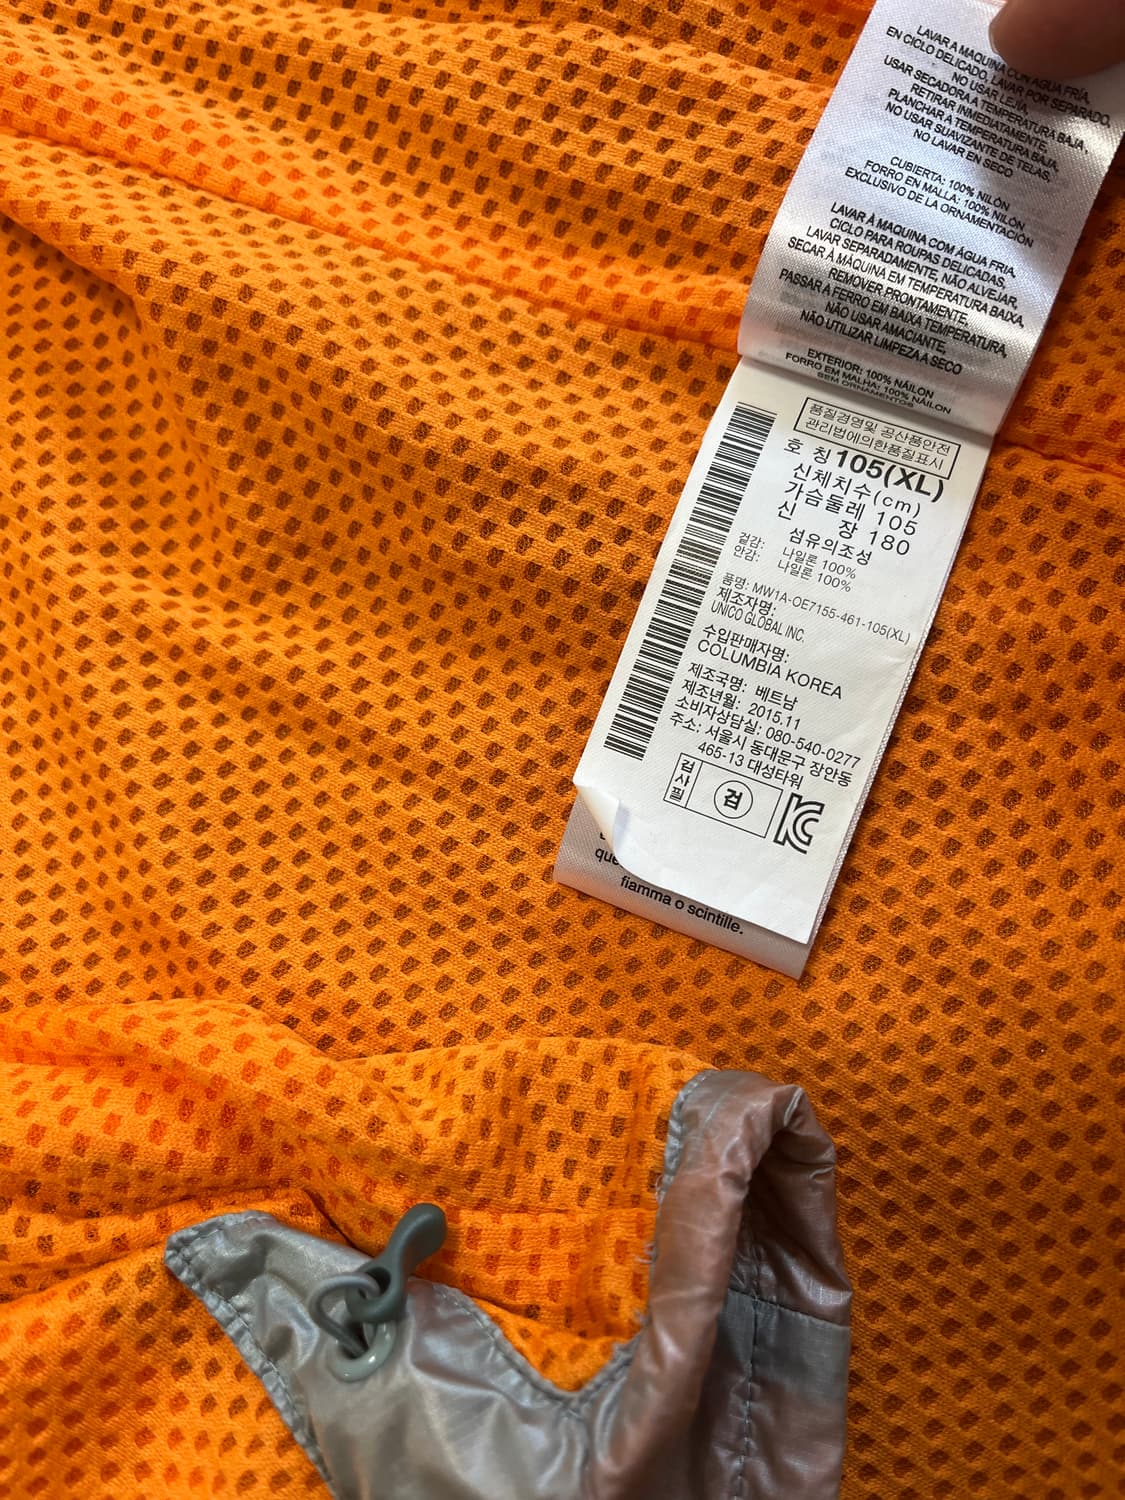 LAVAR A MAQUINA CON AGUA FRÍA,
EN CICLO DELICADO, LAVAR POR SEPARADO,
NO USAR LEJÍA,
USAR SECADORA A TEMPERATURA BAJA,
RETIRAR INMEDIATAMENTE,
PLANCHAR A TEMPERATURA BAJA,
NO USAR SUAVIZANTE DE TELAS,
NO LAVAR EN SECO
CUBIERTA: 100% NILÓN
FORRO EN MALLA: 100% NILÓN
EXCLUSIVO DE LA ORNAMENTACIÓN
LAVAR À MAQUINA COM ÁGUA FRIA.
CICLO PARA ROUPAS DELICADAS,
LAVAR SEPARADAMENTE, NÃO ALVEJAR,
SECAR À MÁQUINA EM TEMPERATURA BAIXA,
REMOVER PRONTAMENTE,
PASSAR A FERRO EM BAIXA TEMPERATURA,
NÃO USAR AMACIANTE,
NÃO UTILIZAR LIMPEZA A SECO
EXTERIOR: 100% NÁILON
FORRO EM MALHA: 100% NÁILON
SEM ORNAMENTOS
품질경영및 공산품안전
관리법에의한품질표시
호 칭 105(XL)
신체치수(cm)
가슴둘레 105
신 장 180
섬유의조성
겉감: 나일론 100%
안감: 나일론 100%
품명: MW1A-OE7155-461-105(XL)
제조자명:
UNICO GLOBAL INC.
수입판매자명:
COLUMBIA KOREA
제조국명: 베트남
제조년월: 2015.11
소비자상담실: 080-540-0277
주소: 서울시 동대문구 장안동
465-13 대성타워
검사필 검
KC
que
fiamma o scintille.